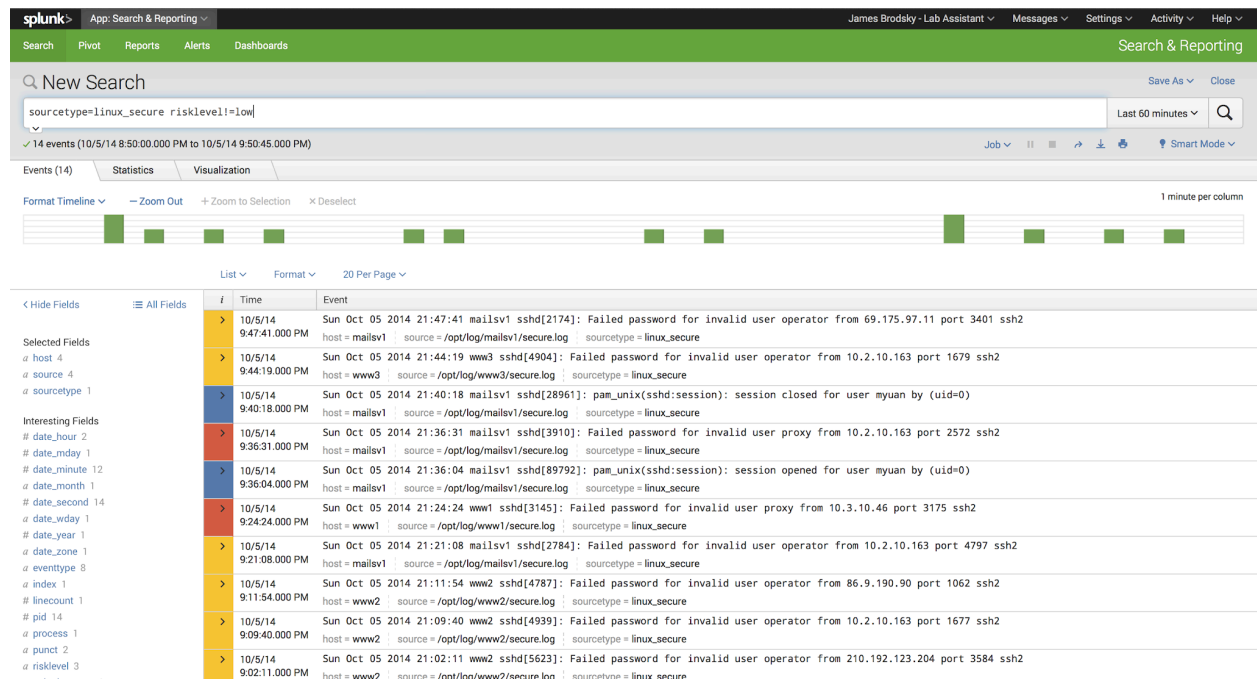 splunk> App: Search & Reporting James Brodsky - Lab Assistant Messages Settings Activity Help
Search Pivot Reports Alerts Dashboards Search & Reporting
New Search Save As Close
sourcetype=linux_secure risklevel!=low Last 60 minutes
14 events (10/5/14 8:50:00.000 PM to 10/5/14 9:50:45.000 PM) Job Smart Mode
Events (14) Statistics Visualization
Format Timeline — Zoom Out + Zoom to Selection × Deselect 1 minute per column
List Format 20 Per Page
< Hide Fields All Fields i Time Event
Selected Fields
a host 4
a source 4
a sourcetype 1
Interesting Fields
# date_hour 2
# date_mday 1
# date_minute 12
a date_month 1
# date_second 14
a date_wday 1
# date_year 1
a date_zone 1
a eventtype 8
a index 1
# linecount 1
# pid 14
a process 1
a punct 2
a risklevel 3
> 10/5/14 Sun Oct 05 2014 21:47:41 mailsv1 sshd[2174]: Failed password for invalid user operator from 69.175.97.11 port 3401 ssh2
9:47:41.000 PM host = mailsv1 source = /opt/log/mailsv1/secure.log sourcetype = linux_secure
> 10/5/14 Sun Oct 05 2014 21:44:19 www3 sshd[4904]: Failed password for invalid user operator from 10.2.10.163 port 1679 ssh2
9:44:19.000 PM host = www3 source = /opt/log/www3/secure.log sourcetype = linux_secure
> 10/5/14 Sun Oct 05 2014 21:40:18 mailsv1 sshd[28961]: pam_unix(sshd:session): session closed for user myuan by (uid=0)
9:40:18.000 PM host = mailsv1 source = /opt/log/mailsv1/secure.log sourcetype = linux_secure
> 10/5/14 Sun Oct 05 2014 21:36:31 mailsv1 sshd[3910]: Failed password for invalid user proxy from 10.2.10.163 port 2572 ssh2
9:36:31.000 PM host = mailsv1 source = /opt/log/mailsv1/secure.log sourcetype = linux_secure
> 10/5/14 Sun Oct 05 2014 21:36:04 mailsv1 sshd[89792]: pam_unix(sshd:session): session opened for user myuan by (uid=0)
9:36:04.000 PM host = mailsv1 source = /opt/log/mailsv1/secure.log sourcetype = linux_secure
> 10/5/14 Sun Oct 05 2014 21:24:24 www1 sshd[3145]: Failed password for invalid user proxy from 10.3.10.46 port 3175 ssh2
9:24:24.000 PM host = www1 source = /opt/log/www1/secure.log sourcetype = linux_secure
> 10/5/14 Sun Oct 05 2014 21:21:08 mailsv1 sshd[2784]: Failed password for invalid user operator from 10.2.10.163 port 4797 ssh2
9:21:08.000 PM host = mailsv1 source = /opt/log/mailsv1/secure.log sourcetype = linux_secure
> 10/5/14 Sun Oct 05 2014 21:11:54 www2 sshd[4787]: Failed password for invalid user operator from 86.9.190.90 port 1062 ssh2
9:11:54.000 PM host = www2 source = /opt/log/www2/secure.log sourcetype = linux_secure
> 10/5/14 Sun Oct 05 2014 21:09:40 www2 sshd[4939]: Failed password for invalid user operator from 10.2.10.163 port 1677 ssh2
9:09:40.000 PM host = www2 source = /opt/log/www2/secure.log sourcetype = linux_secure
> 10/5/14 Sun Oct 05 2014 21:02:11 www2 sshd[5623]: Failed password for invalid user operator from 210.192.123.204 port 3584 ssh2
9:02:11.000 PM host = www2 source = /opt/log/www2/secure.log sourcetype = linux_secure